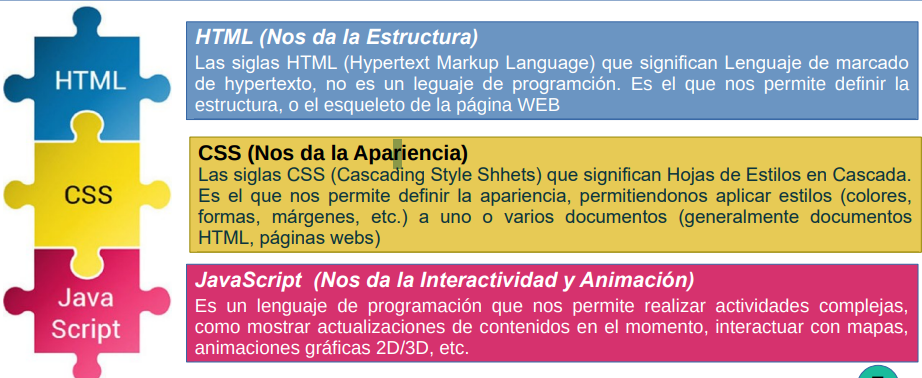 HTML
HTML (Nos da la Estructura)
Las siglas HTML (Hypertext Markup Language) que significan Lenguaje de marcado
de hypertexto, no es un leguaje de programción. Es el que nos permite definir la
estructura, o el esqueleto de la página WEB
CSS
CSS (Nos da la Apariencia)
Las siglas CSS (Cascading Style Shhets) que significan Hojas de Estilos en Cascada.
Es el que nos permite definir la apariencia, permitiendonos aplicar estilos (colores,
formas, márgenes, etc.) a uno o varios documentos (generalmente documentos
HTML, páginas webs)
Java
Script
JavaScript (Nos da la Interactividad y Animación)
Es un lenguaje de programación que nos permite realizar actividades complejas,
como mostrar actualizaciones de contenidos en el momento, interactuar con mapas,
animaciones gráficas 2D/3D, etc.